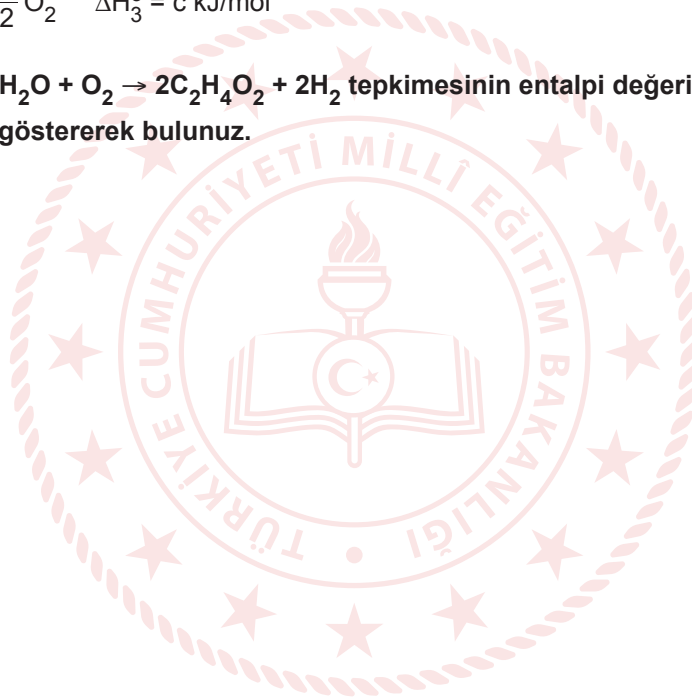 2 O₂ ΔH₃° = c kJ/mol
H₂O + O₂ → 2C₂H₄O₂ + 2H₂ tepkimesinin entalpi değeri
göstererek bulunuz.
TÜRKİYE CUMHURİYETİ MİLLÎ EĞİTİM BAKANLIĞI